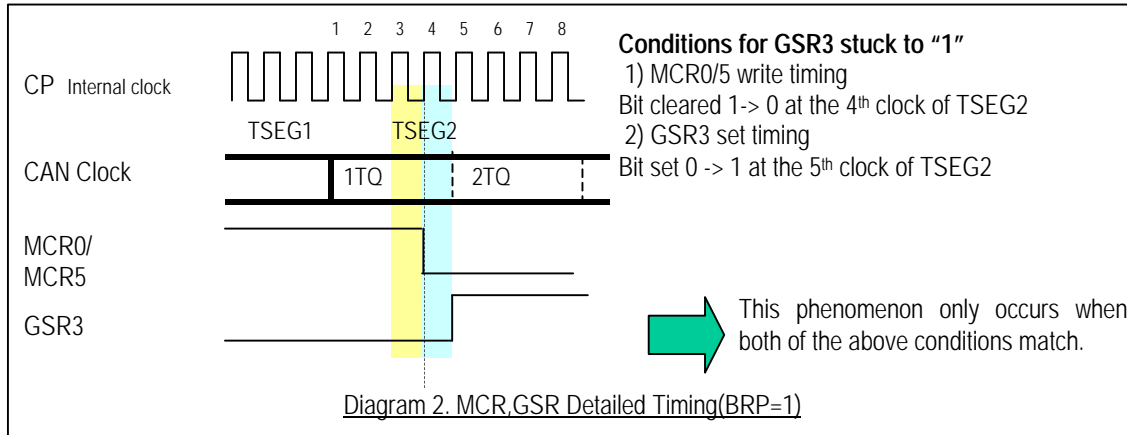 1 2 3 4 5 6 7 8
CP Internal clock
TSEG1 TSEG2
CAN Clock
1TQ 2TQ
MCR0/
MCR5
GSR3
Conditions for GSR3 stuck to “1”
1) MCR0/5 write timing
Bit cleared 1-> 0 at the 4th clock of TSEG2
2) GSR3 set timing
Bit set 0 -> 1 at the 5th clock of TSEG2
This phenomenon only occurs when
both of the above conditions match.
Diagram 2. MCR,GSR Detailed Timing(BRP=1)